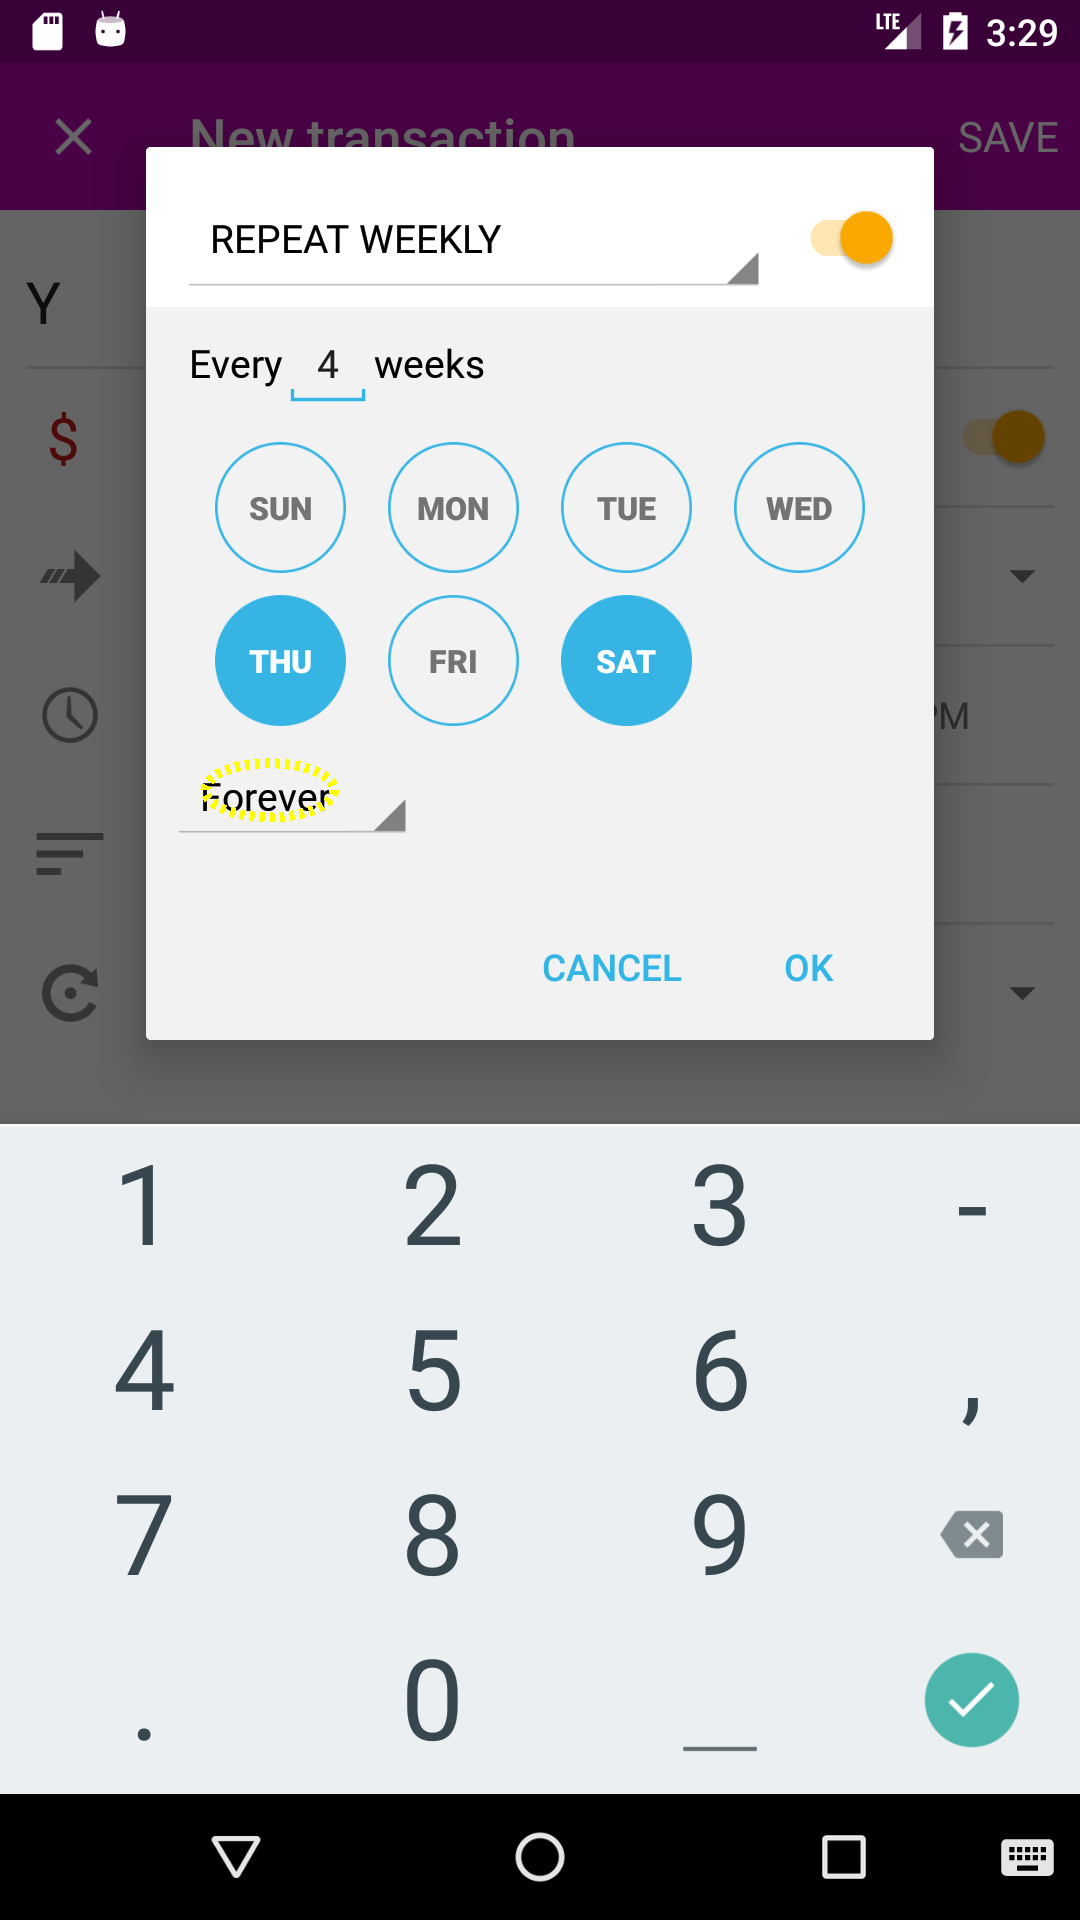 LTE 3:29
New transaction SAVE
REPEAT WEEKLY
Y
Every 4 weeks
$
SUN MON TUE WED
THU FRI SAT
PM
Forever
CANCEL OK
1 2 3 -
4 5 6 ,
7 8 9
. 0 _